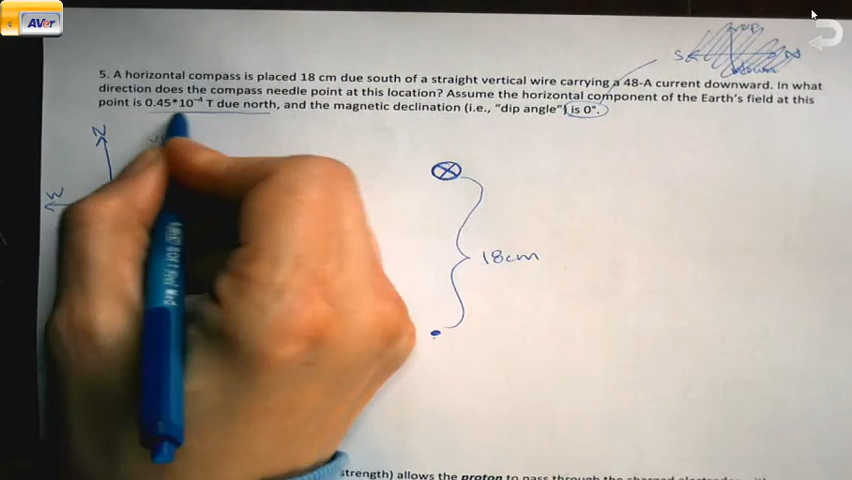 AVer
5. A horizontal compass is placed 18 cm due south of a straight vertical wire carrying a 48-A current downward. In what
direction does the compass needle point at this location? Assume the horizontal component of the Earth's field at this
point is 0.45*10⁻⁴ T due north, and the magnetic declination (i.e., "dip angle") is 0°.
S
N
N
W
18cm
strength) allows the proton to pass through the charged electrodes